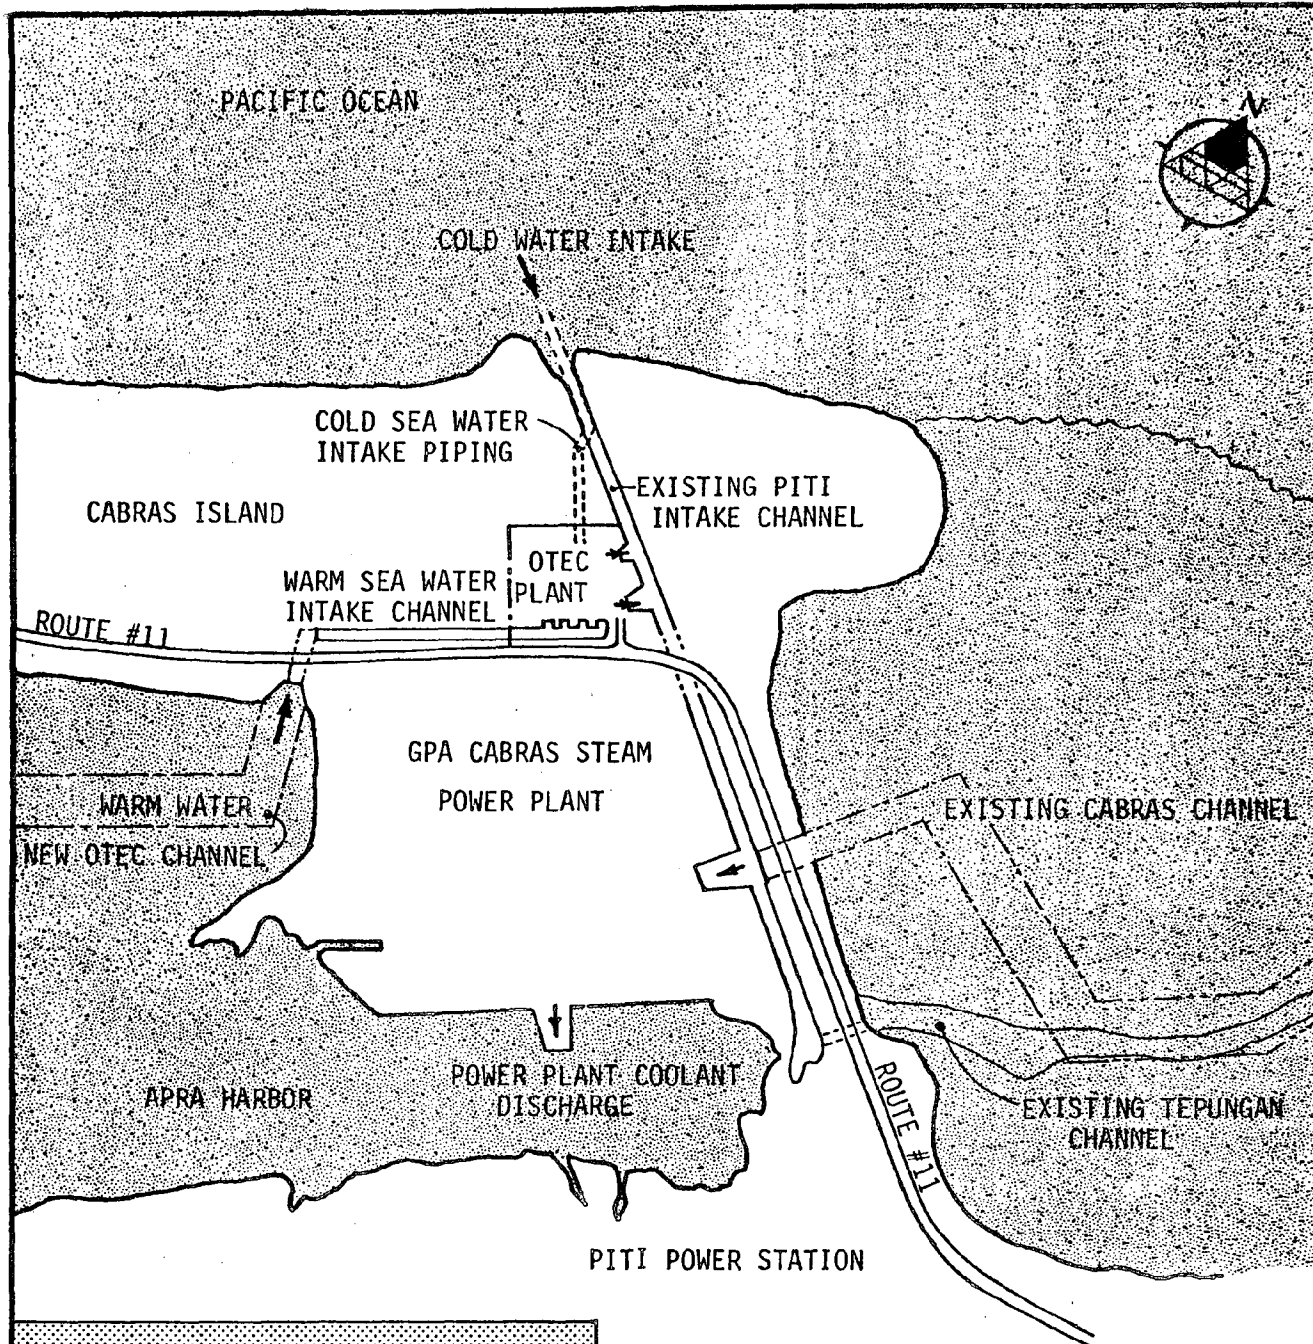 PACIFIC OCEAN
N
COLD WATER INTAKE
COLD SEA WATER
INTAKE PIPING
EXISTING PITI
INTAKE CHANNEL
CABRAS ISLAND
OTEC
PLANT
WARM SEA WATER
INTAKE CHANNEL
ROUTE #11
GPA CABRAS STEAM
POWER PLANT
WARM WATER
NEW OTEC CHANNEL
EXISTING CABRAS CHANNEL
POWER PLANT COOLANT
DISCHARGE
APRA HARBOR
ROUTE #11
EXISTING TEPUNGAN
CHANNEL
PITI POWER STATION